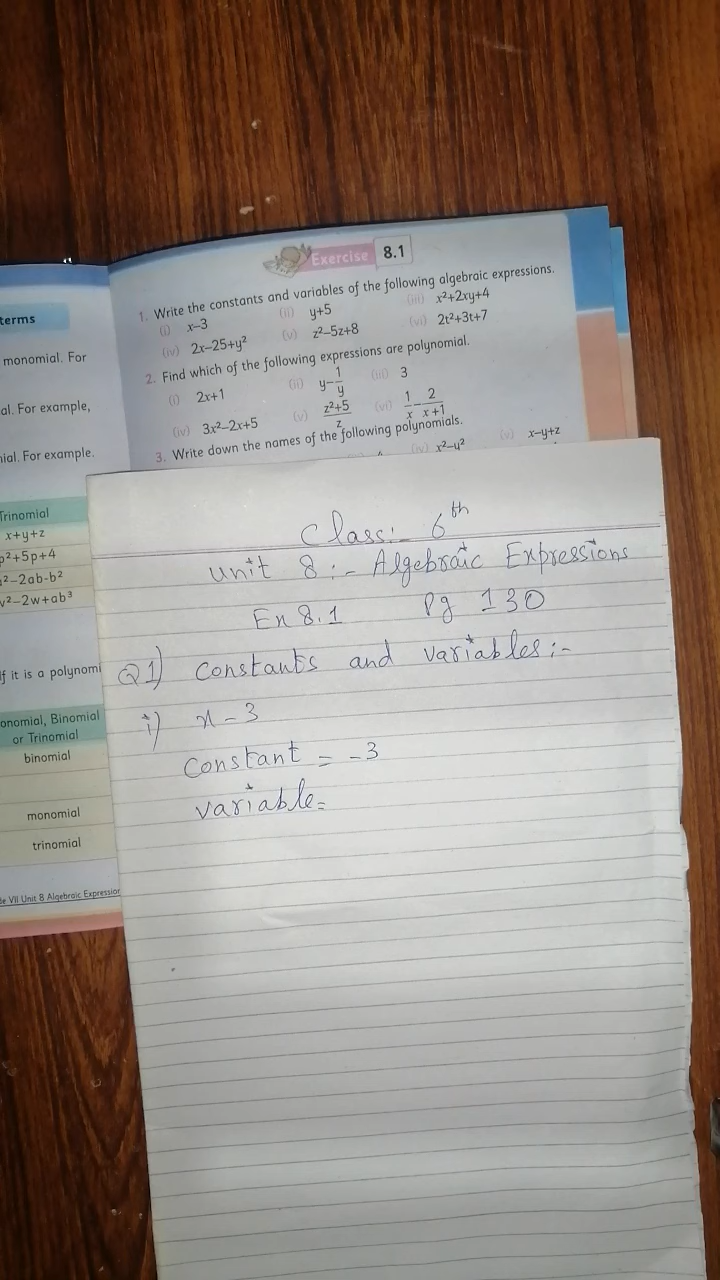 Exercise 8.1
1. Write the constants and variables of the following algebraic expressions.
(i) x–3 (ii) y+5 (iii) x²+2xy+4
(iv) 2x–25+y² (v) z²–5z+8 (vi) 2t²+3t+7
2. Find which of the following expressions are polynomial.
(i) 2x+1 (ii) y–1/y (iii) 3
(iv) 3x²–2x+5 (v) z²+5/z (vi) 1/x–2/x+1
3. Write down the names of the following polynomials.
(iv) x²–y² (v) x–y+z
terms
monomial. For
al. For example,
ial. For example.
Trinomial
x+y+z
p²+5p+4
²–2ab-b²
v²–2w+ab³
if it is a polynomi
onomial, Binomial
or Trinomial
binomial
monomial
trinomial
de VII Unit 8 Algebraic Expression
Class:- 6th
Unit 8:- Algebraic Expressions
Ex 8.1 Pg 130
Q1) Constants and variables:-
i) x-3
Constant = -3
variable=